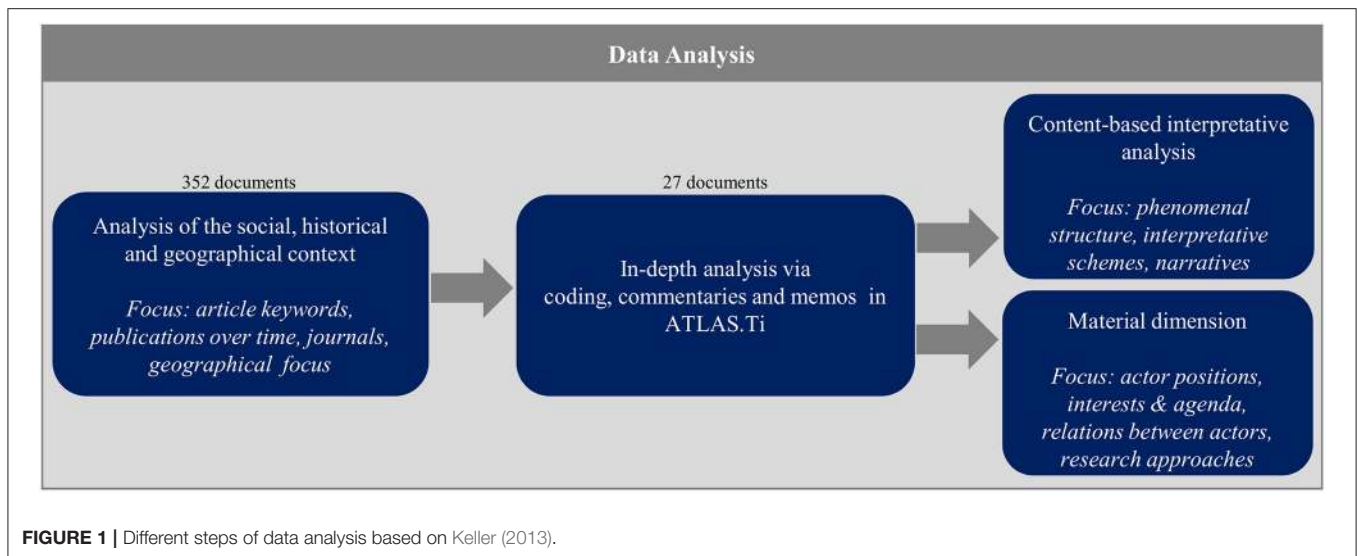 Data Analysis
352 documents
Analysis of the social, historical
and geographical context
Focus: article keywords,
publications over time, journals,
geographical focus
27 documents
In-depth analysis via
coding, commentaries and memos in
ATLAS.Ti
Content-based interpretative
analysis
Focus: phenomenal
structure, interpretative
schemes, narratives
Material dimension
Focus: actor positions,
interests & agenda,
relations between actors,
research approaches
FIGURE 1 | Different steps of data analysis based on Keller (2013).